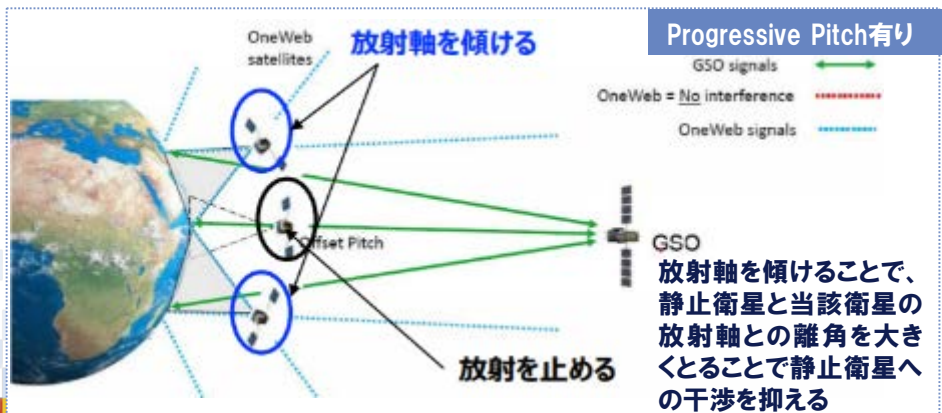 Progressive Pitch有り
OneWeb
satellites
放射軸を傾ける
GSO signals
OneWeb = No interference
OneWeb signals
Offset Pitch
GSO
放射軸を傾けることで、
静止衛星と当該衛星の
放射軸との離角を大き
くとることで静止衛星へ
の干渉を抑える
放射を止める